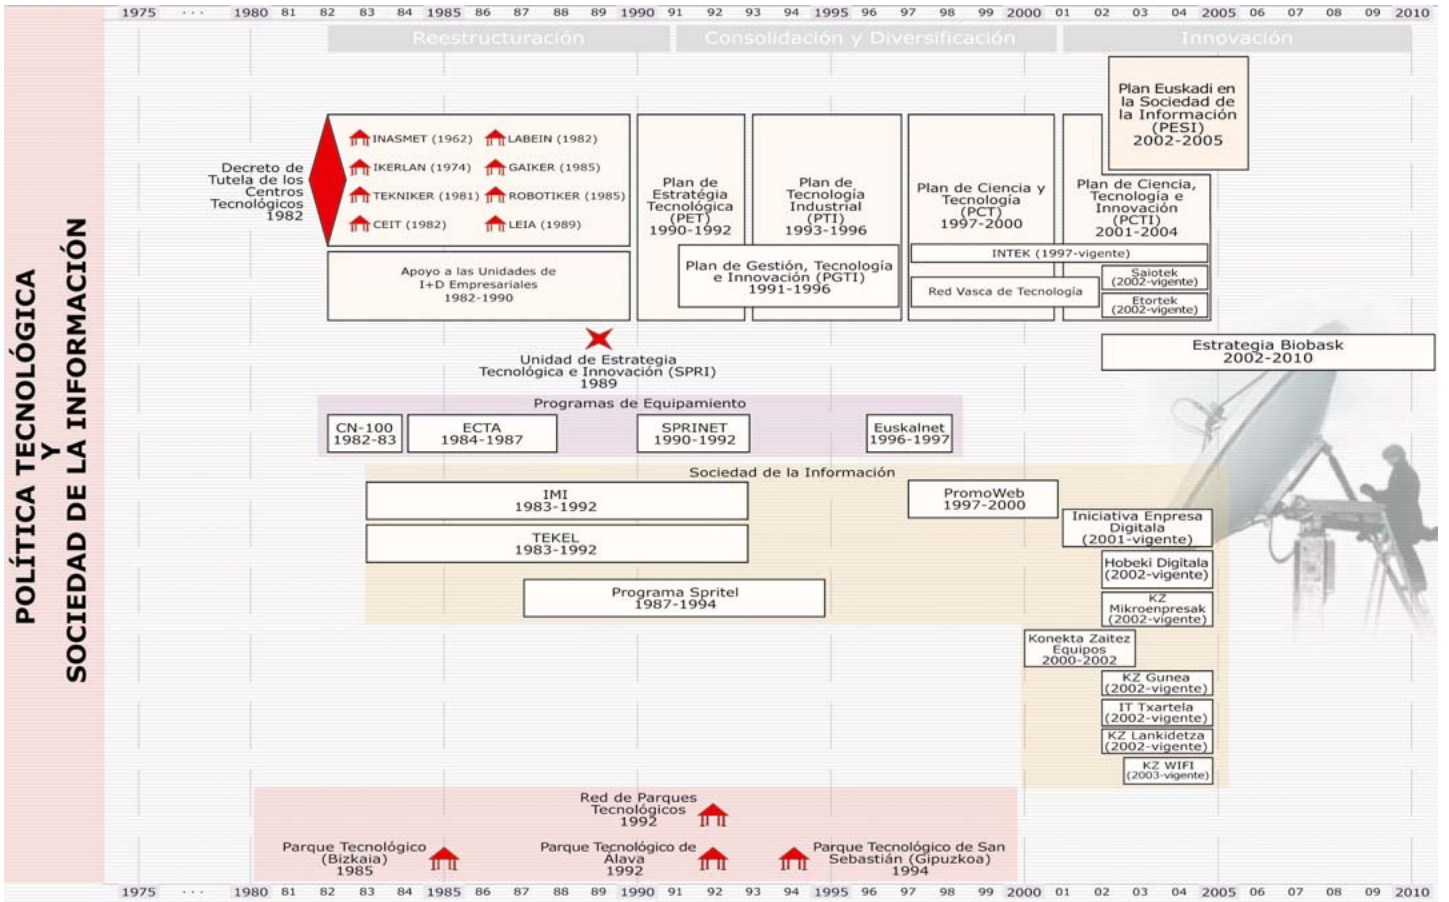 1975 ... 1980 81 82 83 84 1985 86 87 88 89 1990 91 92 93 94 1995 96 97 98 99 2000 01 02 03 04 2005 06 07 08 09 2010
Reestructuración
Consolidación y Diversificación
Innovación
POLÍTICA TECNOLÓGICA
Y
SOCIEDAD DE LA INFORMACIÓN
Decreto de
Tutela de los
Centros
Tecnológicos
1982
INASMET (1962)
LABEIN (1982)
IKERLAN (1974)
GAIKER (1985)
TEKNIKER (1981)
ROBOTIKER (1985)
CEIT (1982)
LEIA (1989)
Apoyo a las Unidades de
I+D Empresariales
1982-1990
Plan de
Estratégia
Tecnológica
(PET)
1990-1992
Plan de
Tecnología
Industrial
(PTI)
1993-1996
Plan de Gestión, Tecnología
e Innovación (PGTI)
1991-1996
Plan de Ciencia y
Tecnología
(PCT)
1997-2000
Plan Euskadi en
la Sociedad de
la Información
(PESI)
2002-2005
Plan de Ciencia,
Tecnología e
Innovación
(PCTI)
2001-2004
INTEK (1997-vigente)
Red Vasca de Tecnología
Saiotek
(2002-vigente)
Etortek
(2002-vigente)
Estrategia Biobask
2002-2010
Unidad de Estrategia
Tecnológica e Innovación (SPRI)
1989
Programas de Equipamiento
CN-100
1982-83
ECTA
1984-1987
SPRINET
1990-1992
Euskalnet
1996-1997
Sociedad de la Información
IMI
1983-1992
TEKEL
1983-1992
Programa Spritel
1987-1994
PromoWeb
1997-2000
Iniciativa Enpresa
Digitala
(2001-vigente)
Hobeki Digitala
(2002-vigente)
KZ
Mikroenpresak
(2002-vigente)
Konekta Zaitez
Equipos
2000-2002
KZ Gunea
(2002-vigente)
IT Txartela
(2002-vigente)
KZ Lankidetza
(2002-vigente)
KZ WIFI
(2003-vigente)
Red de Parques
Tecnológicos
1992
Parque Tecnológico
(Bizkaia)
1985
Parque Tecnológico de
Álava
1992
Parque Tecnológico de San
Sebastián (Gipuzkoa)
1994
1975 ... 1980 81 82 83 84 1985 86 87 88 89 1990 91 92 93 94 1995 96 97 98 99 2000 01 02 03 04 2005 06 07 08 09 2010